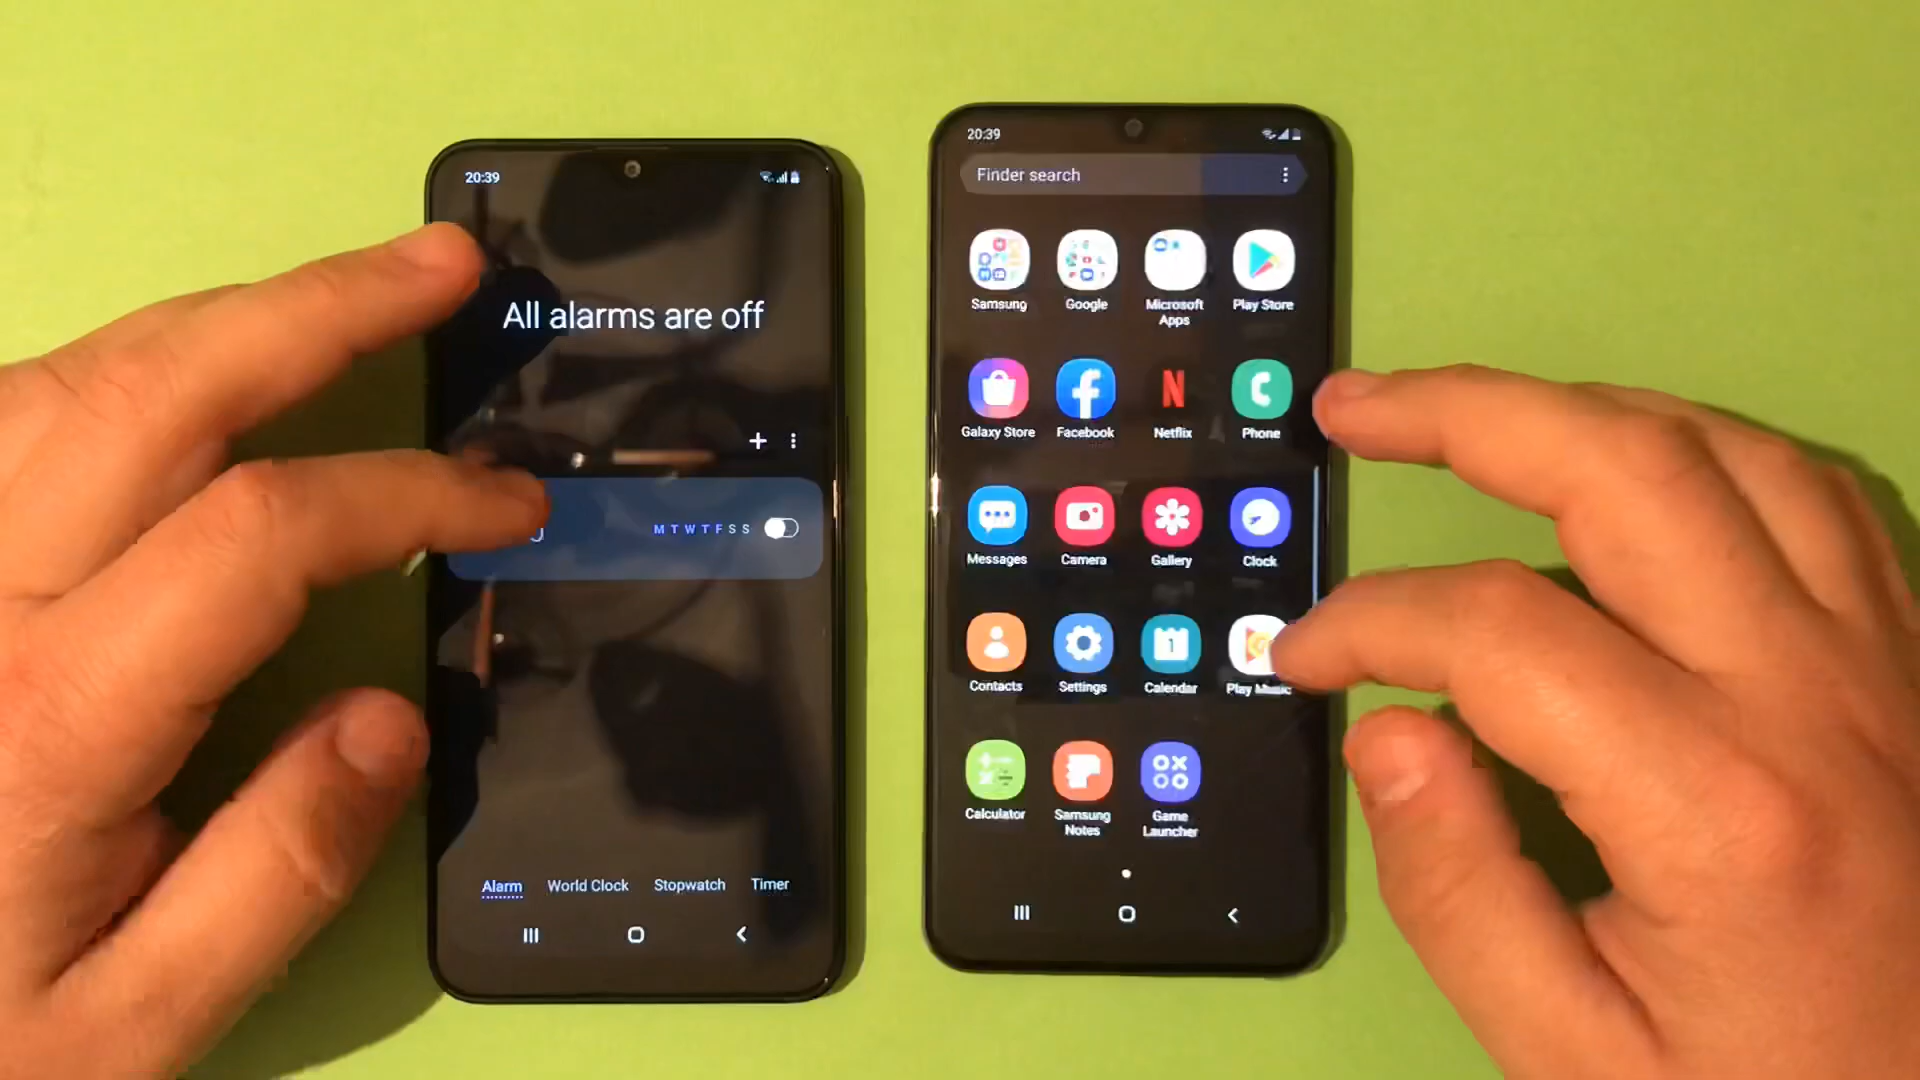 20:39
All alarms are off
M T W T F S S
Alarm World Clock Stopwatch Timer
20:39
Finder search
Samsung Google Microsoft Apps Play Store
Galaxy Store Facebook Netflix Phone
Messages Camera Gallery Clock
Contacts Settings Calendar Play Music
Calculator Samsung Notes Game Launcher